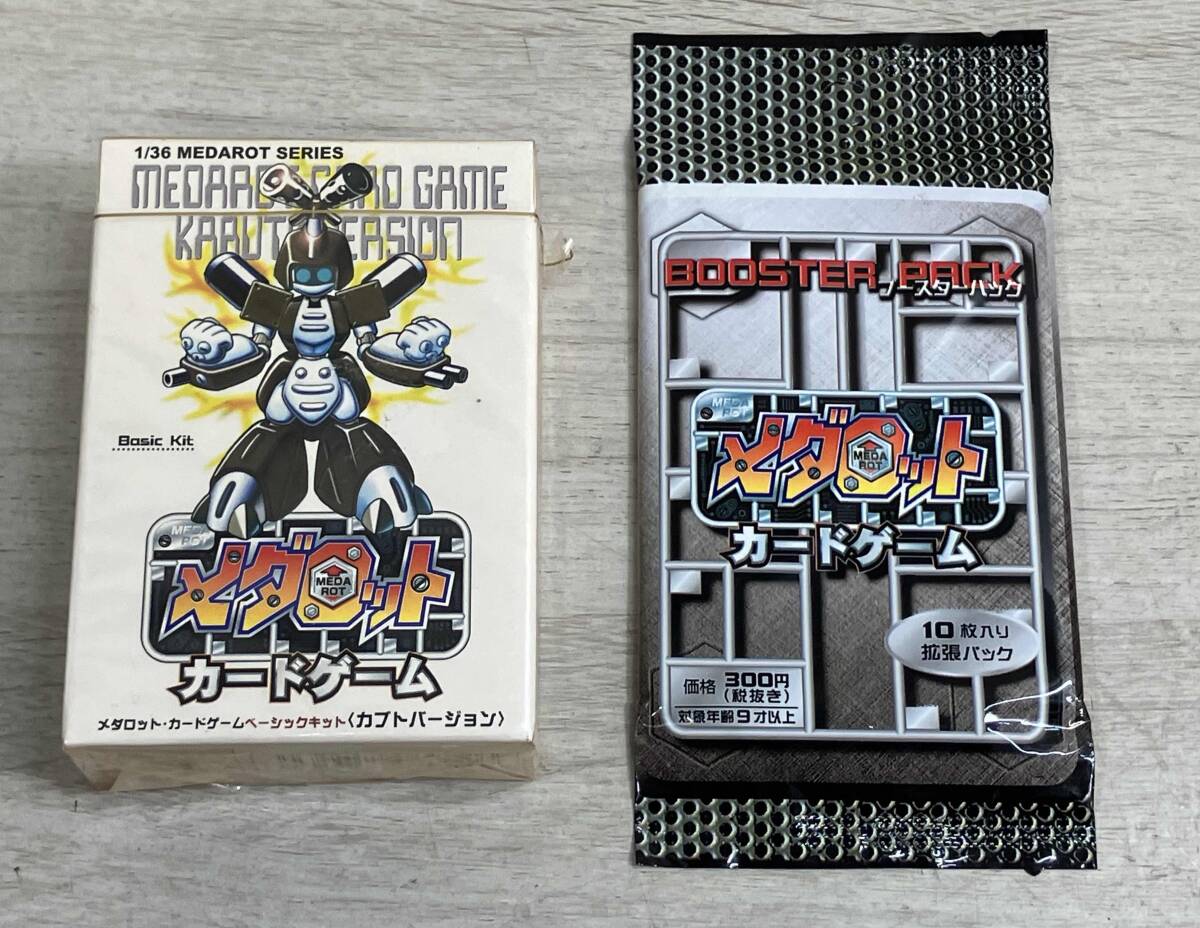 1/36 MEDAROT SERIES
MEDAROT CARD GAME
KABUTO VERSION
Basic Kit
MEDA
ROT
メダロット
MEDA
ROT
カードゲーム
メダロット・カードゲームベーシックキット〈カブトバージョン〉
BOOSTER PACK
ブースターパック
MEDA
ROT
メダロット
MEDA
ROT
カードゲーム
10枚入り
拡張パック
価格 300円
(税抜き)
対象年齢9才以上